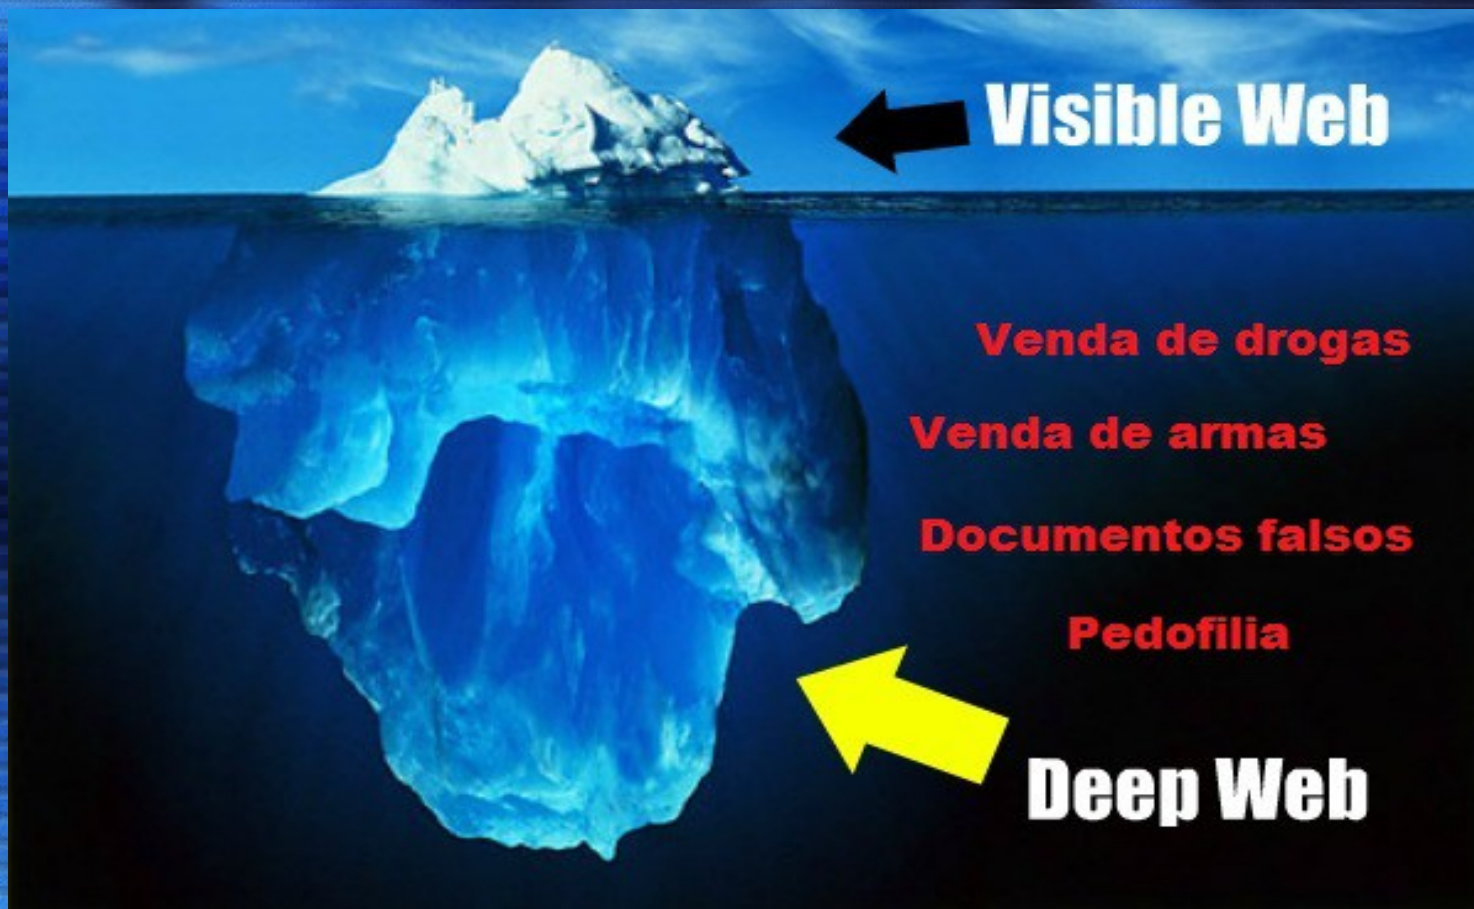 Visible Web
Venda de drogas
Venda de armas
Documentos falsos
Pedofilia
Deep Web